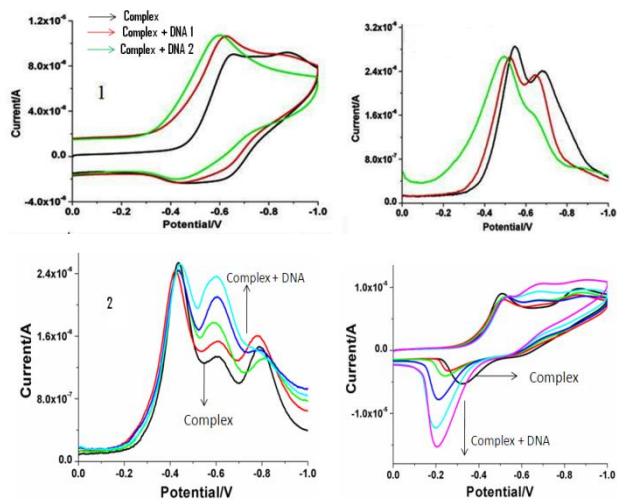 1.2x10⁻⁵
8.0x10⁻⁶
4.0x10⁻⁶
0.0
-4.0x10⁻⁶
Current/A
Complex
Complex + DNA 1
Complex + DNA 2
1
0.0 -0.2 -0.4 -0.6 -0.8 -1.0
Potential/V
3.2x10⁻⁶
2.4x10⁻⁶
1.6x10⁻⁶
8.0x10⁻⁷
0.0
Current/A
0.0 -0.2 -0.4 -0.6 -0.8 -1.0
Potential/V
2.4x10⁻⁶
1.6x10⁻⁶
8.0x10⁻⁷
0.0
Current/A
2
Complex + DNA
Complex
0.0 -0.2 -0.4 -0.6 -0.8 -1.0
Potential/V
1.0x10⁻⁵
0.0
-1.0x10⁻⁵
Current/A
Complex
Complex + DNA
0.0 -0.2 -0.4 -0.6 -0.8 -1.0
Potential/V